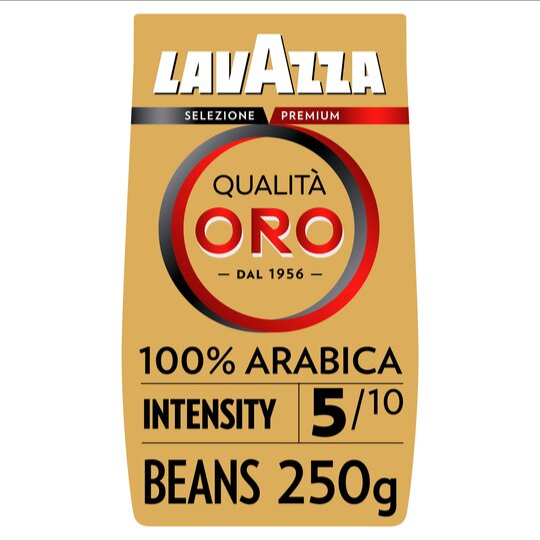 LAVAZZA
SELEZIONE PREMIUM
QUALITÀ
ORO
— DAL 1956 —
100% ARABICA
INTENSITY 5/10
BEANS 250g